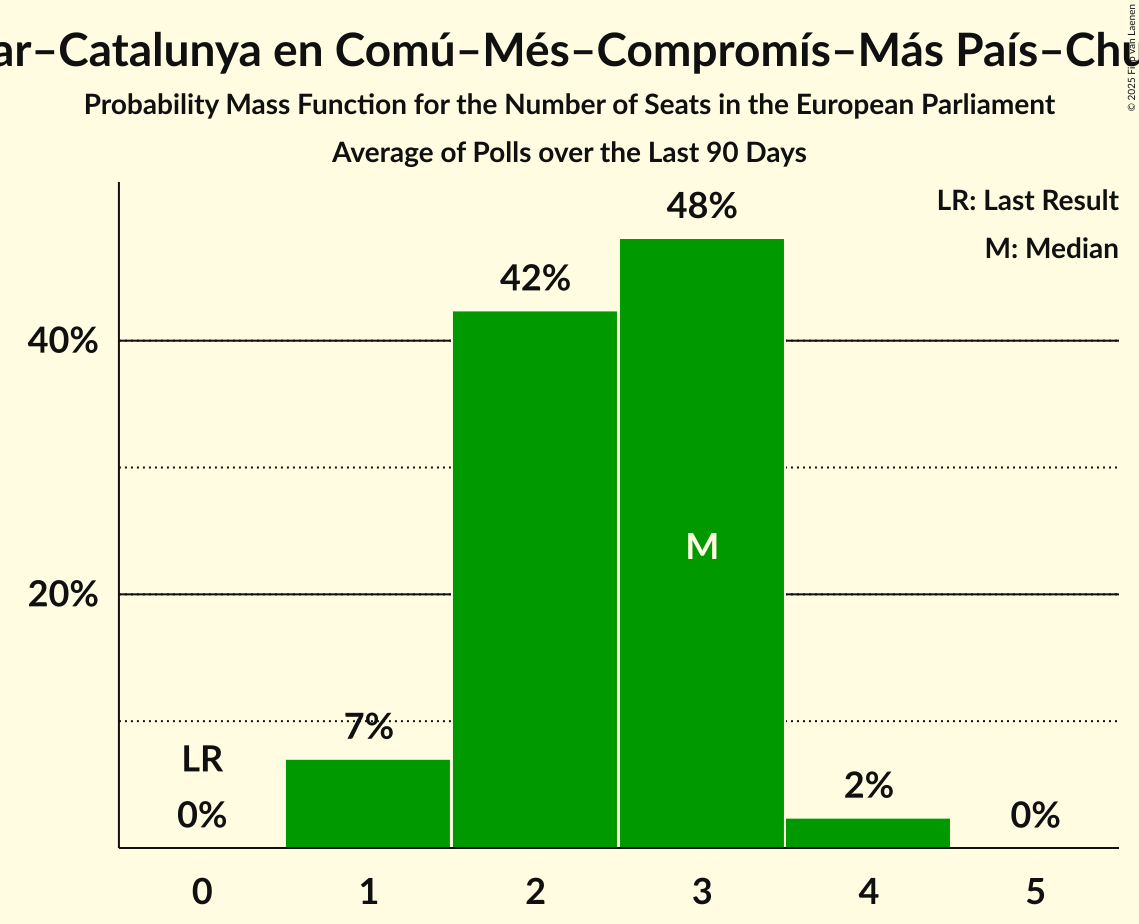 ar–Catalunya en Comú–Més–Compromís–Más País–Chu
Probability Mass Function for the Number of Seats in the European Parliament
Average of Polls over the Last 90 Days
© 2025 Filip van Laenen
LR: Last Result
M: Median
48%
42%
40%
M
20%
7%
LR
2%
0%
0%
0 1 2 3 4 5